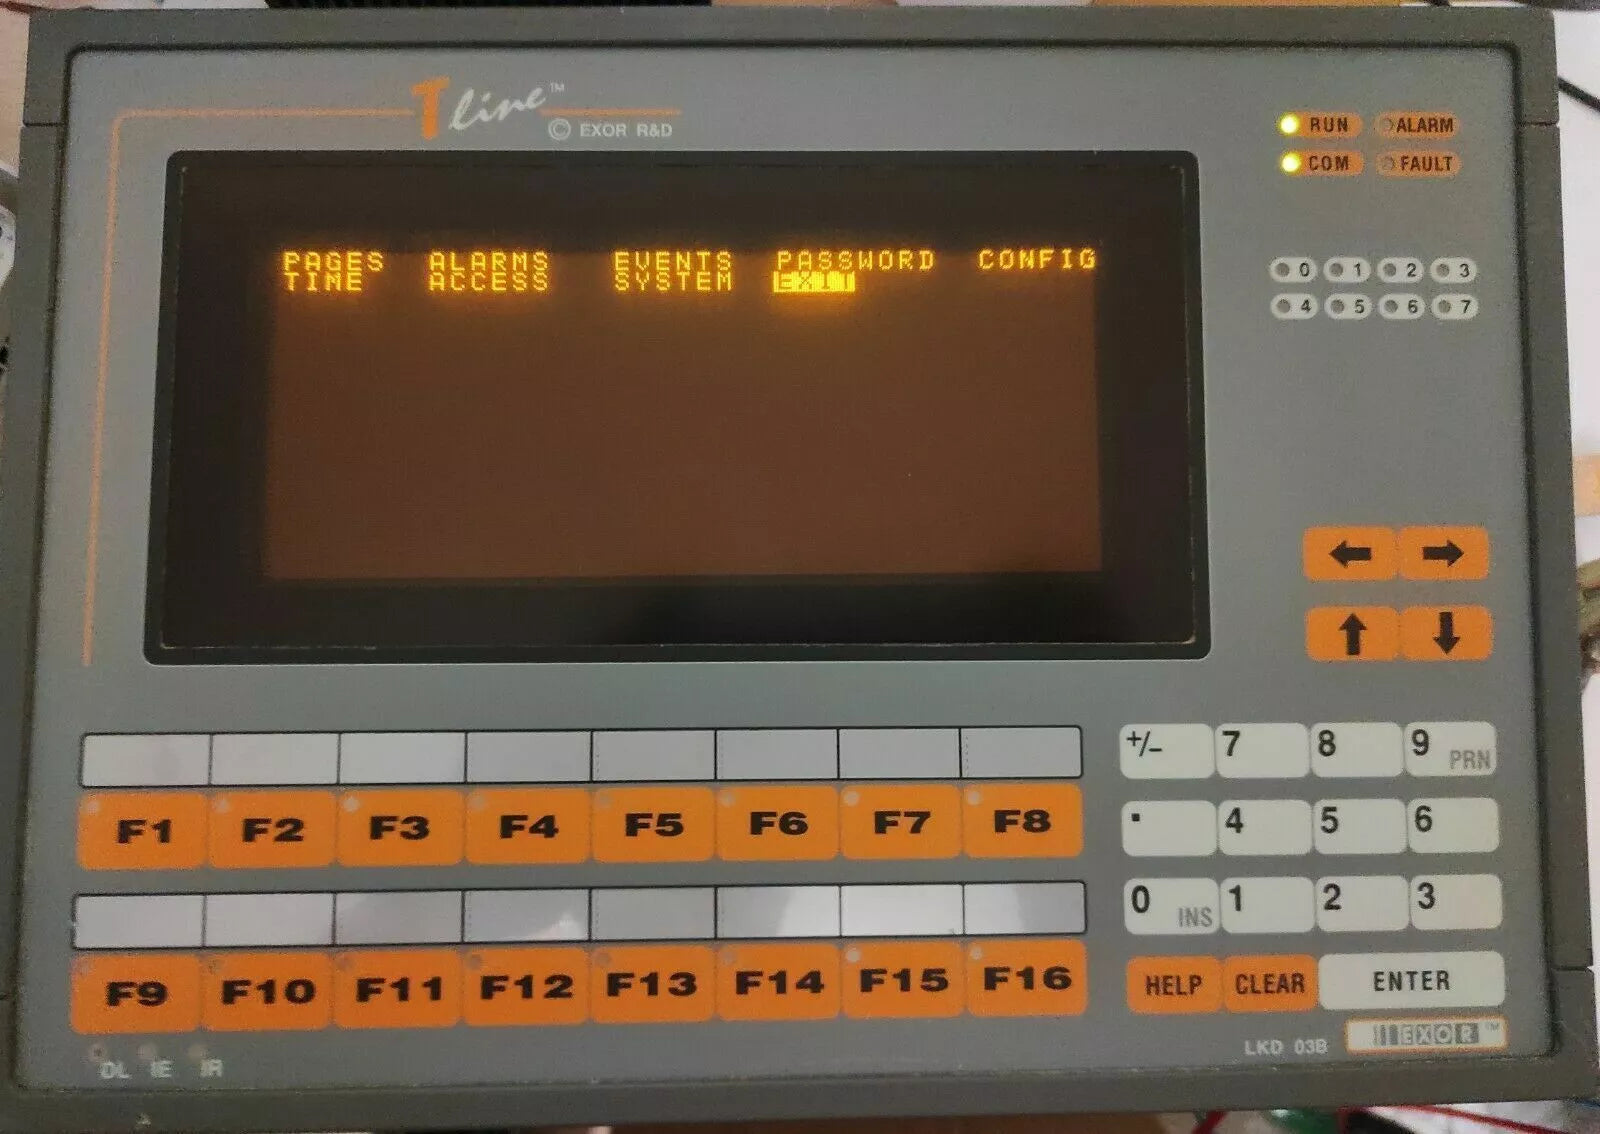 T line™
© EXOR R&D
RUN ALARM
COM FAULT
PAGES ALARMS EVENTS PASSWORD CONFIG
TIME ACCESS SYSTEM EXIT
0 1 2 3
4 5 6 7
+/- 7 8 9 PRN
F1 F2 F3 F4 F5 F6 F7 F8
. 4 5 6
0 INS 1 2 3
F9 F10 F11 F12 F13 F14 F15 F16
HELP CLEAR ENTER
LKD 03B EXOR™
DL IE IR